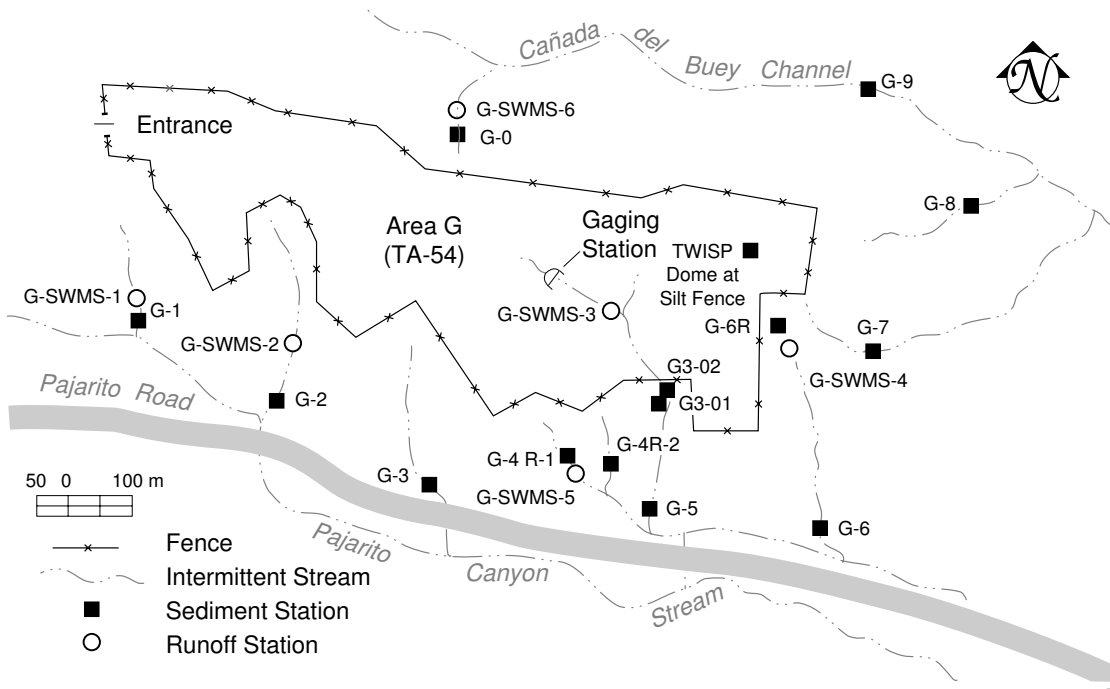 Cañada del
Buey Channel
N
G-9
G-SWMS-6
G-0
Entrance
G-8
Area G
(TA-54)
Gaging
Station
TWISP
Dome at
Silt Fence
G-SWMS-1
G-1
G-SWMS-3
G-6R
G-7
G-SWMS-2
G-SWMS-4
G3-02
G3-01
Pajarito Road
G-2
G-4R-2
G-4 R-1
G-3
G-SWMS-5
G-5
G-6
50 0 100 m
Pajarito
Canyon
Stream
Fence
Intermittent Stream
Sediment Station
Runoff Station